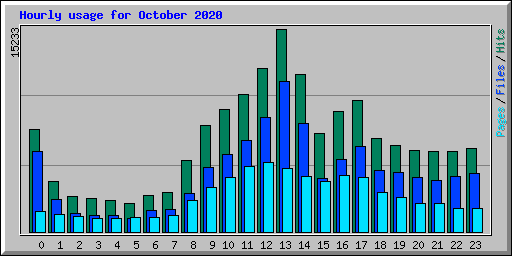 Hourly usage for October 2020
15233
Pages/Files/Hits
0 1 2 3 4 5 6 7 8 9 10 11 12 13 14 15 16 17 18 19 20 21 22 23